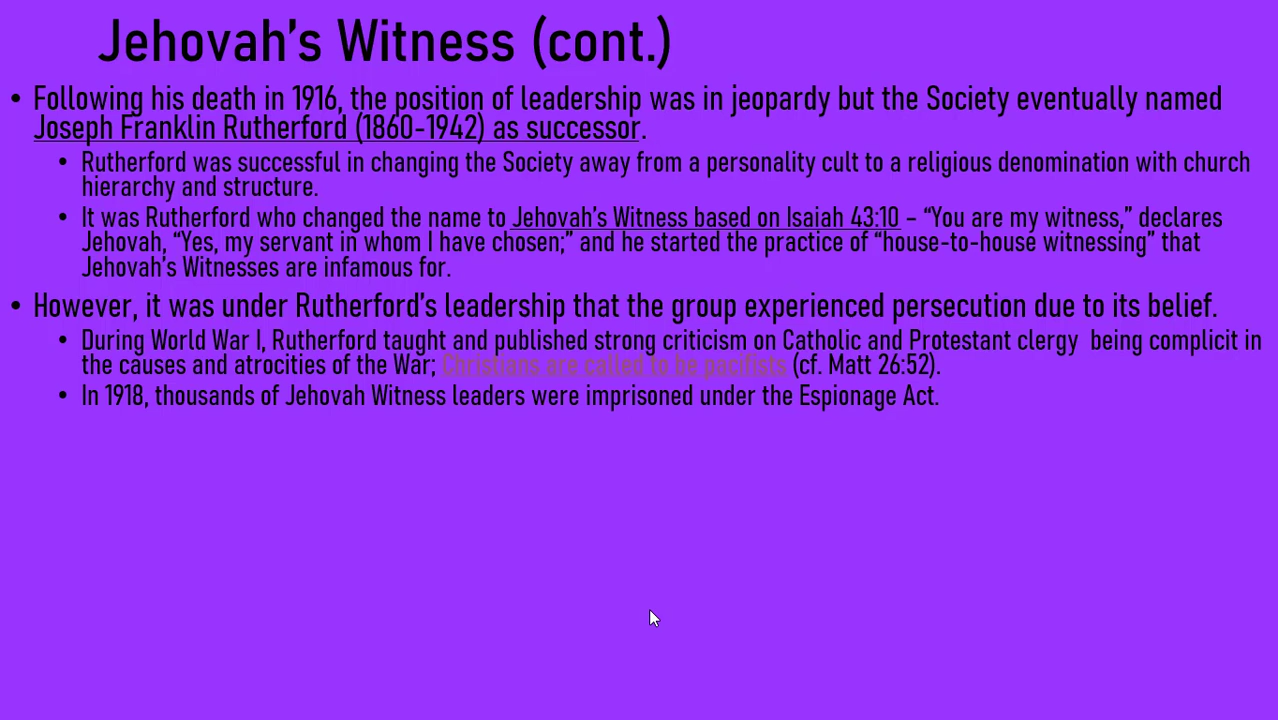 Jehovah's Witness (cont.)
• Following his death in 1916, the position of leadership was in jeopardy but the Society eventually named
Joseph Franklin Rutherford (1860-1942) as successor.
• Rutherford was successful in changing the Society away from a personality cult to a religious denomination with church
hierarchy and structure.
• It was Rutherford who changed the name to Jehovah's Witness based on Isaiah 43:10 – “You are my witness,” declares
Jehovah, “Yes, my servant in whom I have chosen;” and he started the practice of “house-to-house witnessing” that
Jehovah's Witnesses are infamous for.
• However, it was under Rutherford's leadership that the group experienced persecution due to its belief.
• During World War I, Rutherford taught and published strong criticism on Catholic and Protestant clergy  being complicit in
the causes and atrocities of the War; Christians are called to be pacifists (cf. Matt 26:52).
• In 1918, thousands of Jehovah Witness leaders were imprisoned under the Espionage Act.